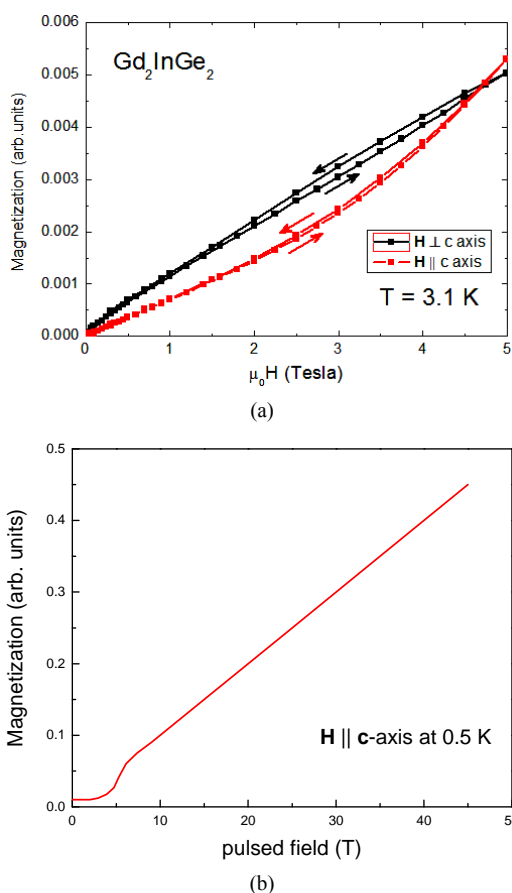 0.006
0.005
0.004
0.003
0.002
0.001
0.000
Magnetization (arb.units)
Gd₂InGe₂
H ⊥ c axis
H || c axis
T = 3.1 K
0 1 2 3 4 5
μ₀H (Tesla)
(a)
0.5
0.4
0.3
0.2
0.1
0.0
Magnetization (arb. units)
H || c-axis at 0.5 K
0 10 20 30 40 50
pulsed field (T)
(b)